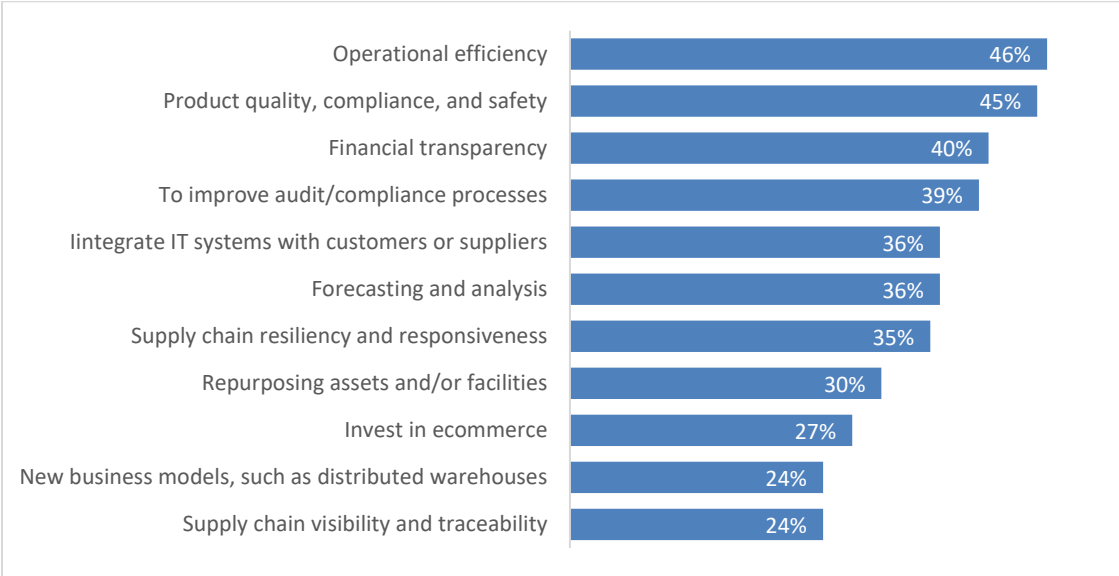 Operational efficiency 46%
Product quality, compliance, and safety 45%
Financial transparency 40%
To improve audit/compliance processes 39%
Iintegrate IT systems with customers or suppliers 36%
Forecasting and analysis 36%
Supply chain resiliency and responsiveness 35%
Repurposing assets and/or facilities 30%
Invest in ecommerce 27%
New business models, such as distributed warehouses 24%
Supply chain visibility and traceability 24%